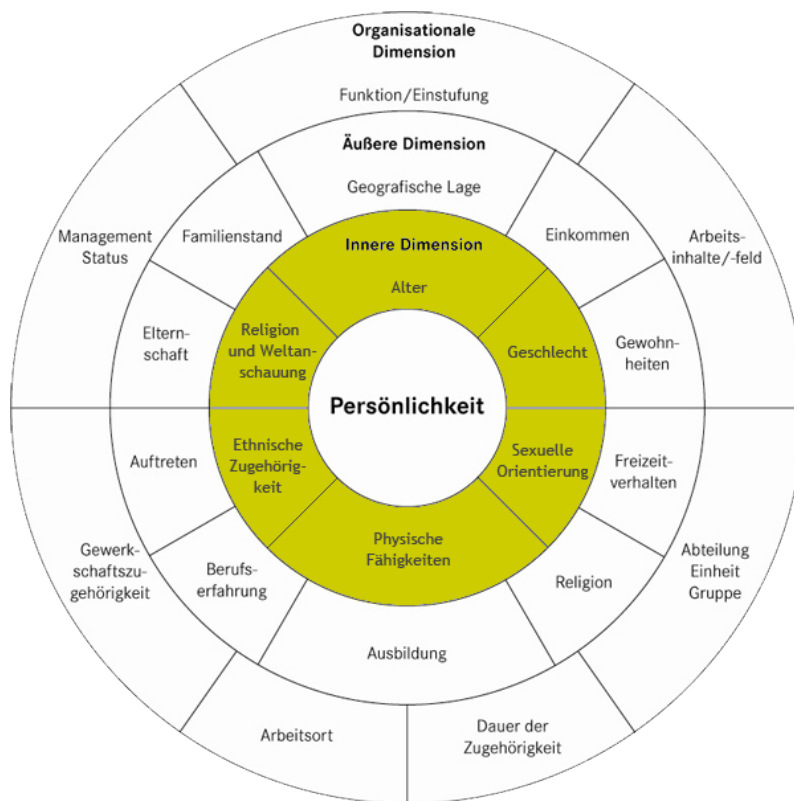 Organisationale
Dimension
Funktion/Einstufung
Äußere Dimension
Geografische Lage
Management
Status
Familienstand
Innere Dimension
Alter
Einkommen
Arbeits-
inhalte/-feld
Eltern-
schaft
Religion
und Weltan-
schauung
Geschlecht
Gewohn-
heiten
Persönlichkeit
Auftreten
Ethnische
Zugehörig-
keit
Sexuelle
Orientierung
Freizeit-
verhalten
Physische
Fähigkeiten
Gewerk-
schaftszu-
gehörigkeit
Berufs-
erfahrung
Religion
Abteilung
Einheit
Gruppe
Ausbildung
Arbeitsort
Dauer der
Zugehörigkeit